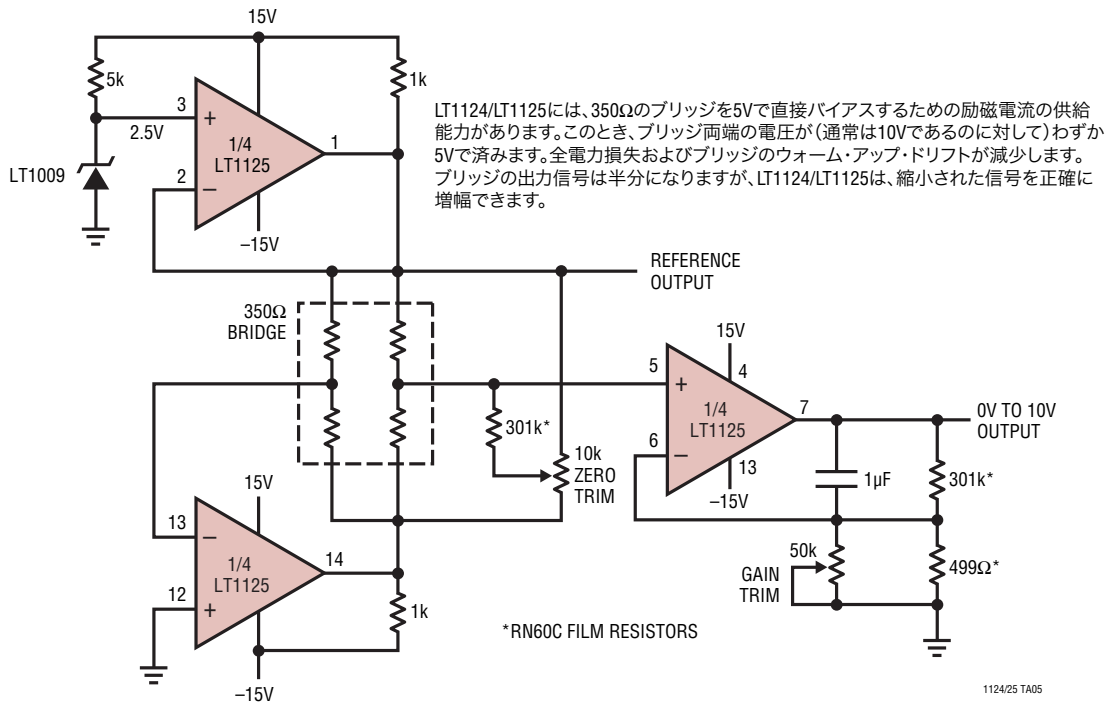 15V
5k
1k
3
+
2.5V
1/4
LT1125
1
LT1009
2
–
–15V
LT1124/LT1125には、350Ωのブリッジを5Vで直接バイアスするための励磁電流の供給
能力があります。このとき、ブリッジ両端の電圧が（通常は10Vであるのに対して）わずか
5Vで済みます。全電力損失およびブリッジのウォーム・アップ・ドリフトが減少します。
ブリッジの出力信号は半分になりますが、LT1124/LT1125は、縮小された信号を正確に
増幅できます。
REFERENCE
OUTPUT
350Ω
BRIDGE
301k*
10k
ZERO
TRIM
15V
4
5
+
1/4
LT1125
7
6
–
13
–15V
0V TO 10V
OUTPUT
1µF
301k*
50k
GAIN
TRIM
499Ω*
15V
13
–
1/4
LT1125
14
12
+
1k
–15V
*RN60C FILM RESISTORS
1124/25 TA05